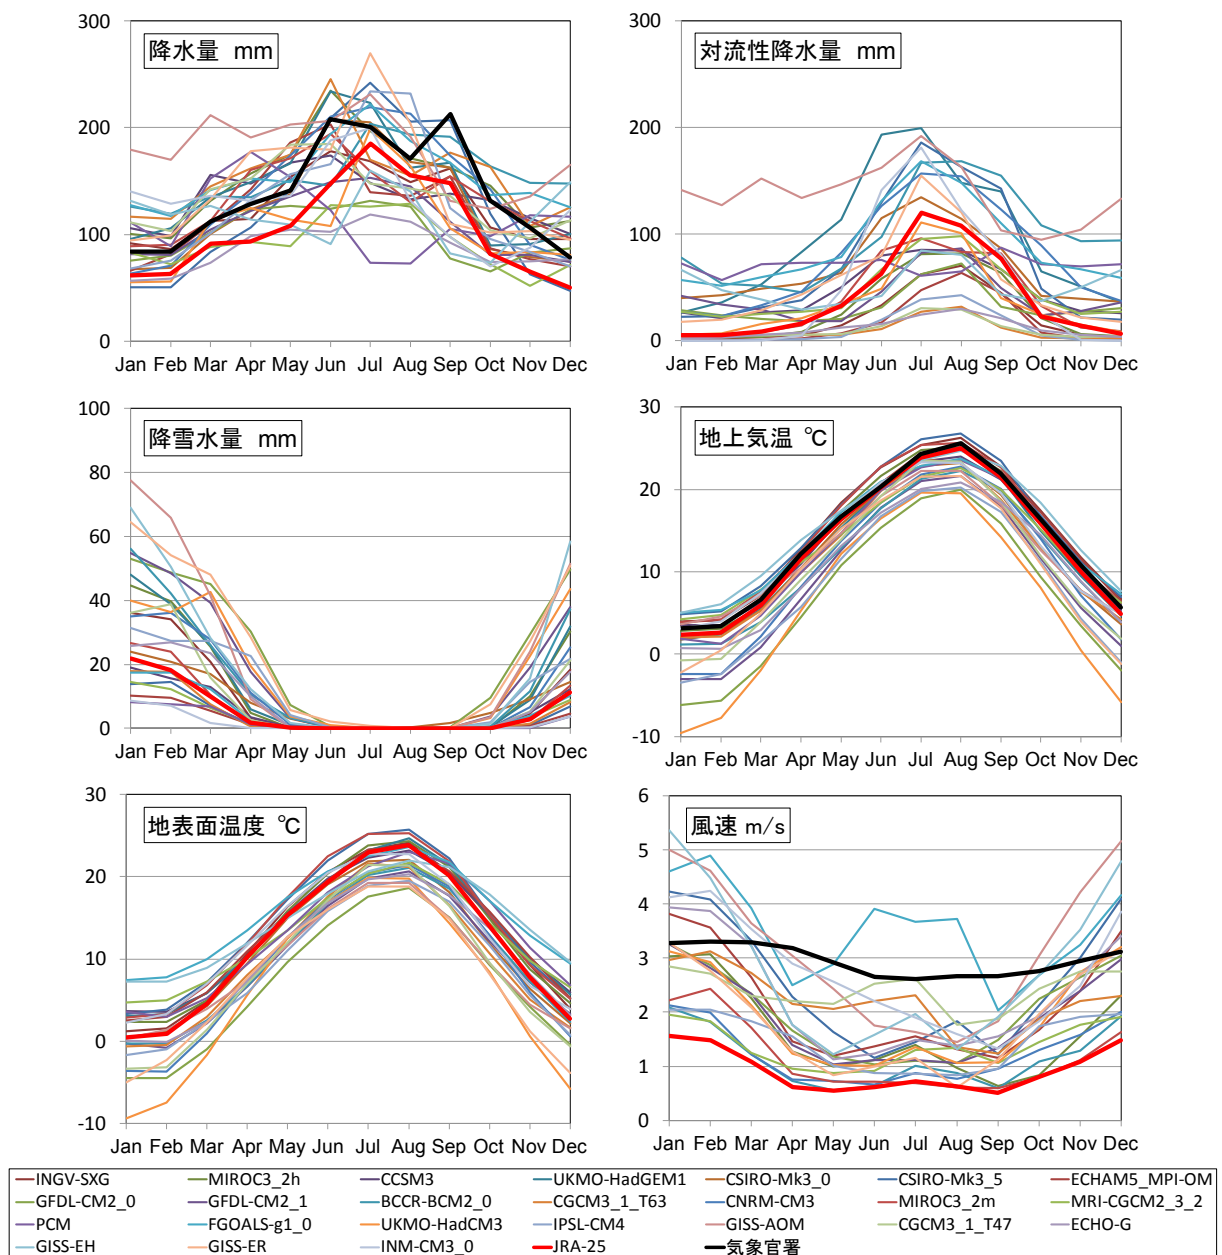 降水量 mm
300
200
100
0
Jan Feb Mar Apr May Jun Jul Aug Sep Oct Nov Dec
対流性降水量 mm
300
200
100
0
Jan Feb Mar Apr May Jun Jul Aug Sep Oct Nov Dec
降雪水量 mm
100
80
60
40
20
0
Jan Feb Mar Apr May Jun Jul Aug Sep Oct Nov Dec
地上気温 ℃
30
20
10
0
-10
Jan Feb Mar Apr May Jun Jul Aug Sep Oct Nov Dec
地表面温度 ℃
30
20
10
0
-10
Jan Feb Mar Apr May Jun Jul Aug Sep Oct Nov Dec
風速 m/s
6
5
4
3
2
1
0
Jan Feb Mar Apr May Jun Jul Aug Sep Oct Nov Dec
INGV-SXG MIROC3_2h CCSM3 UKMO-HadGEM1 CSIRO-Mk3_0 CSIRO-Mk3_5 ECHAM5_MPI-OM
GFDL-CM2_0 GFDL-CM2_1 BCCR-BCM2_0 CGCM3_1_T63 CNRM-CM3 MIROC3_2m MRI-CGCM2_3_2
PCM FGOALS-g1_0 UKMO-HadCM3 IPSL-CM4 GISS-AOM CGCM3_1_T47 ECHO-G
GISS-EH GISS-ER INM-CM3_0 JRA-25 気象官署